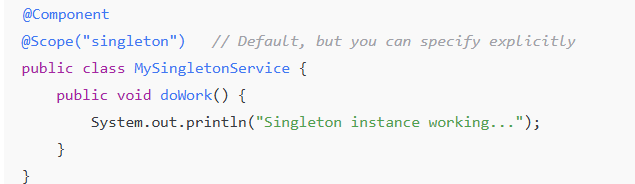 @Component
@Scope("singleton")   // Default, but you can specify explicitly
public class MySingletonService {
    public void doWork() {
        System.out.println("Singleton instance working...");
    }
}